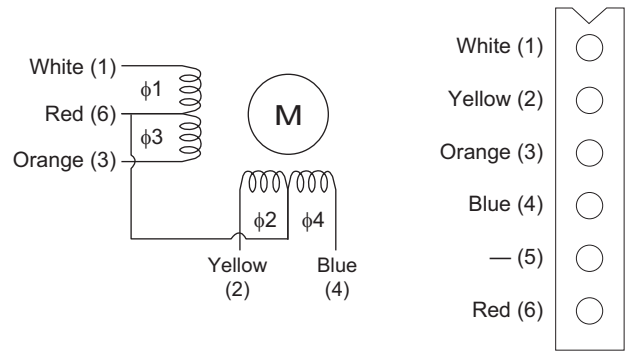 White (1)
ϕ1
Red (6)
ϕ3
Orange (3)
M
ϕ2
ϕ4
Yellow
(2)
Blue
(4)
White (1)
Yellow (2)
Orange (3)
Blue (4)
— (5)
Red (6)